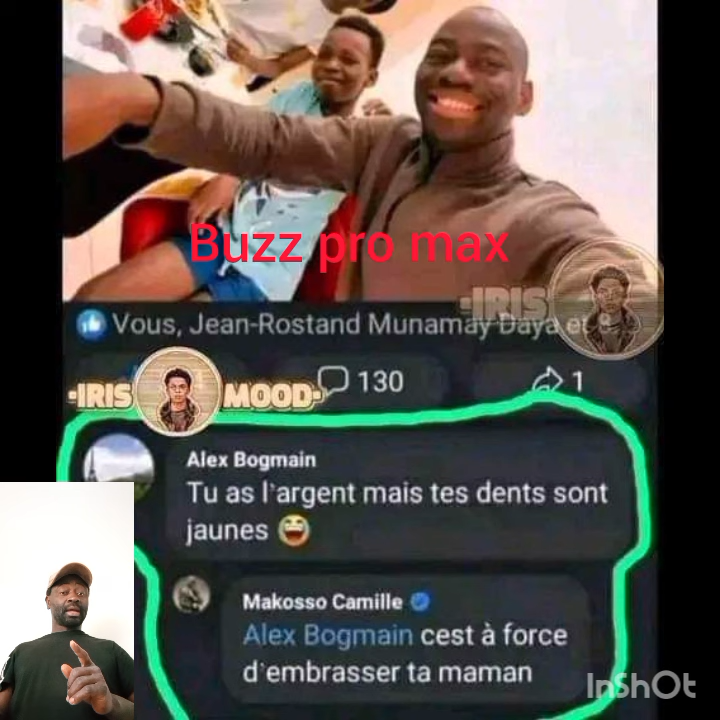 Buzz pro max
-IRIS
Vous, Jean-Rostand Munamay Daya et 8
-IRIS MOOD-
130
1
Alex Bogmain
Tu as l'argent mais tes dents sont
jaunes 😆
Makosso Camille
Alex Bogmain cest à force
d'embrasser ta maman
InShOt